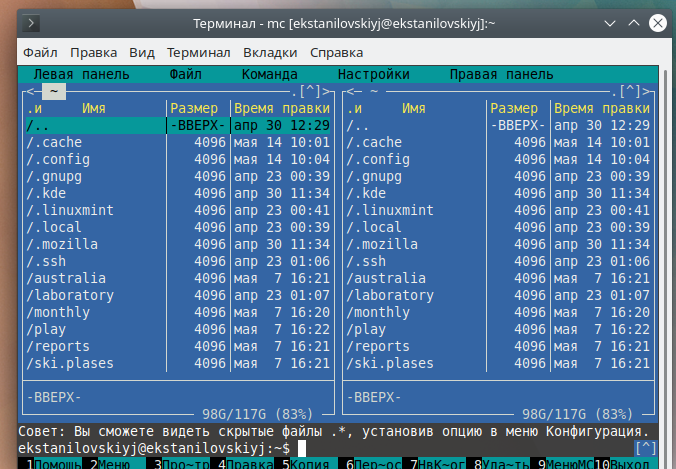 Терминал - mc [ekstanilovskiyj@ekstanilovskiyj]:~
Файл Правка Вид Терминал Вкладки Справка
Левая панель Файл Команда Настройки Правая панель
<─ ~ .[^]> <─ ~ .[^]>
.и Имя Размер Время правки .и Имя Размер Время правки
/.. -ВВЕРХ- апр 30 12:29 /.. -ВВЕРХ- апр 30 12:29
/.cache 4096 мая 14 10:01 /.cache 4096 мая 14 10:01
/.config 4096 мая 14 10:04 /.config 4096 мая 14 10:04
/.gnupg 4096 апр 23 00:39 /.gnupg 4096 апр 23 00:39
/.kde 4096 апр 30 11:34 /.kde 4096 апр 30 11:34
/.linuxmint 4096 апр 23 00:41 /.linuxmint 4096 апр 23 00:41
/.local 4096 апр 23 00:39 /.local 4096 апр 23 00:39
/.mozilla 4096 апр 30 11:34 /.mozilla 4096 апр 30 11:34
/.ssh 4096 апр 23 01:06 /.ssh 4096 апр 23 01:06
/australia 4096 мая 7 16:21 /australia 4096 мая 7 16:21
/laboratory 4096 апр 23 01:07 /laboratory 4096 апр 23 01:07
/monthly 4096 мая 7 16:20 /monthly 4096 мая 7 16:20
/play 4096 мая 7 16:22 /play 4096 мая 7 16:22
/reports 4096 мая 7 16:21 /reports 4096 мая 7 16:21
/ski.plases 4096 мая 7 16:21 /ski.plases 4096 мая 7 16:21
-ВВЕРХ- -ВВЕРХ-
98G/117G (83%) 98G/117G (83%)
Совет: Вы сможете видеть скрытые файлы .*, установив опцию в меню Конфигурация.
ekstanilovskiyj@ekstanilovskiyj:~$ [^]
1Помощь 2Меню 3Про~тр 4Правка 5Копия 6Пер~ос 7НвК~ог 8Уда~ть 9МенюMC 10Выход